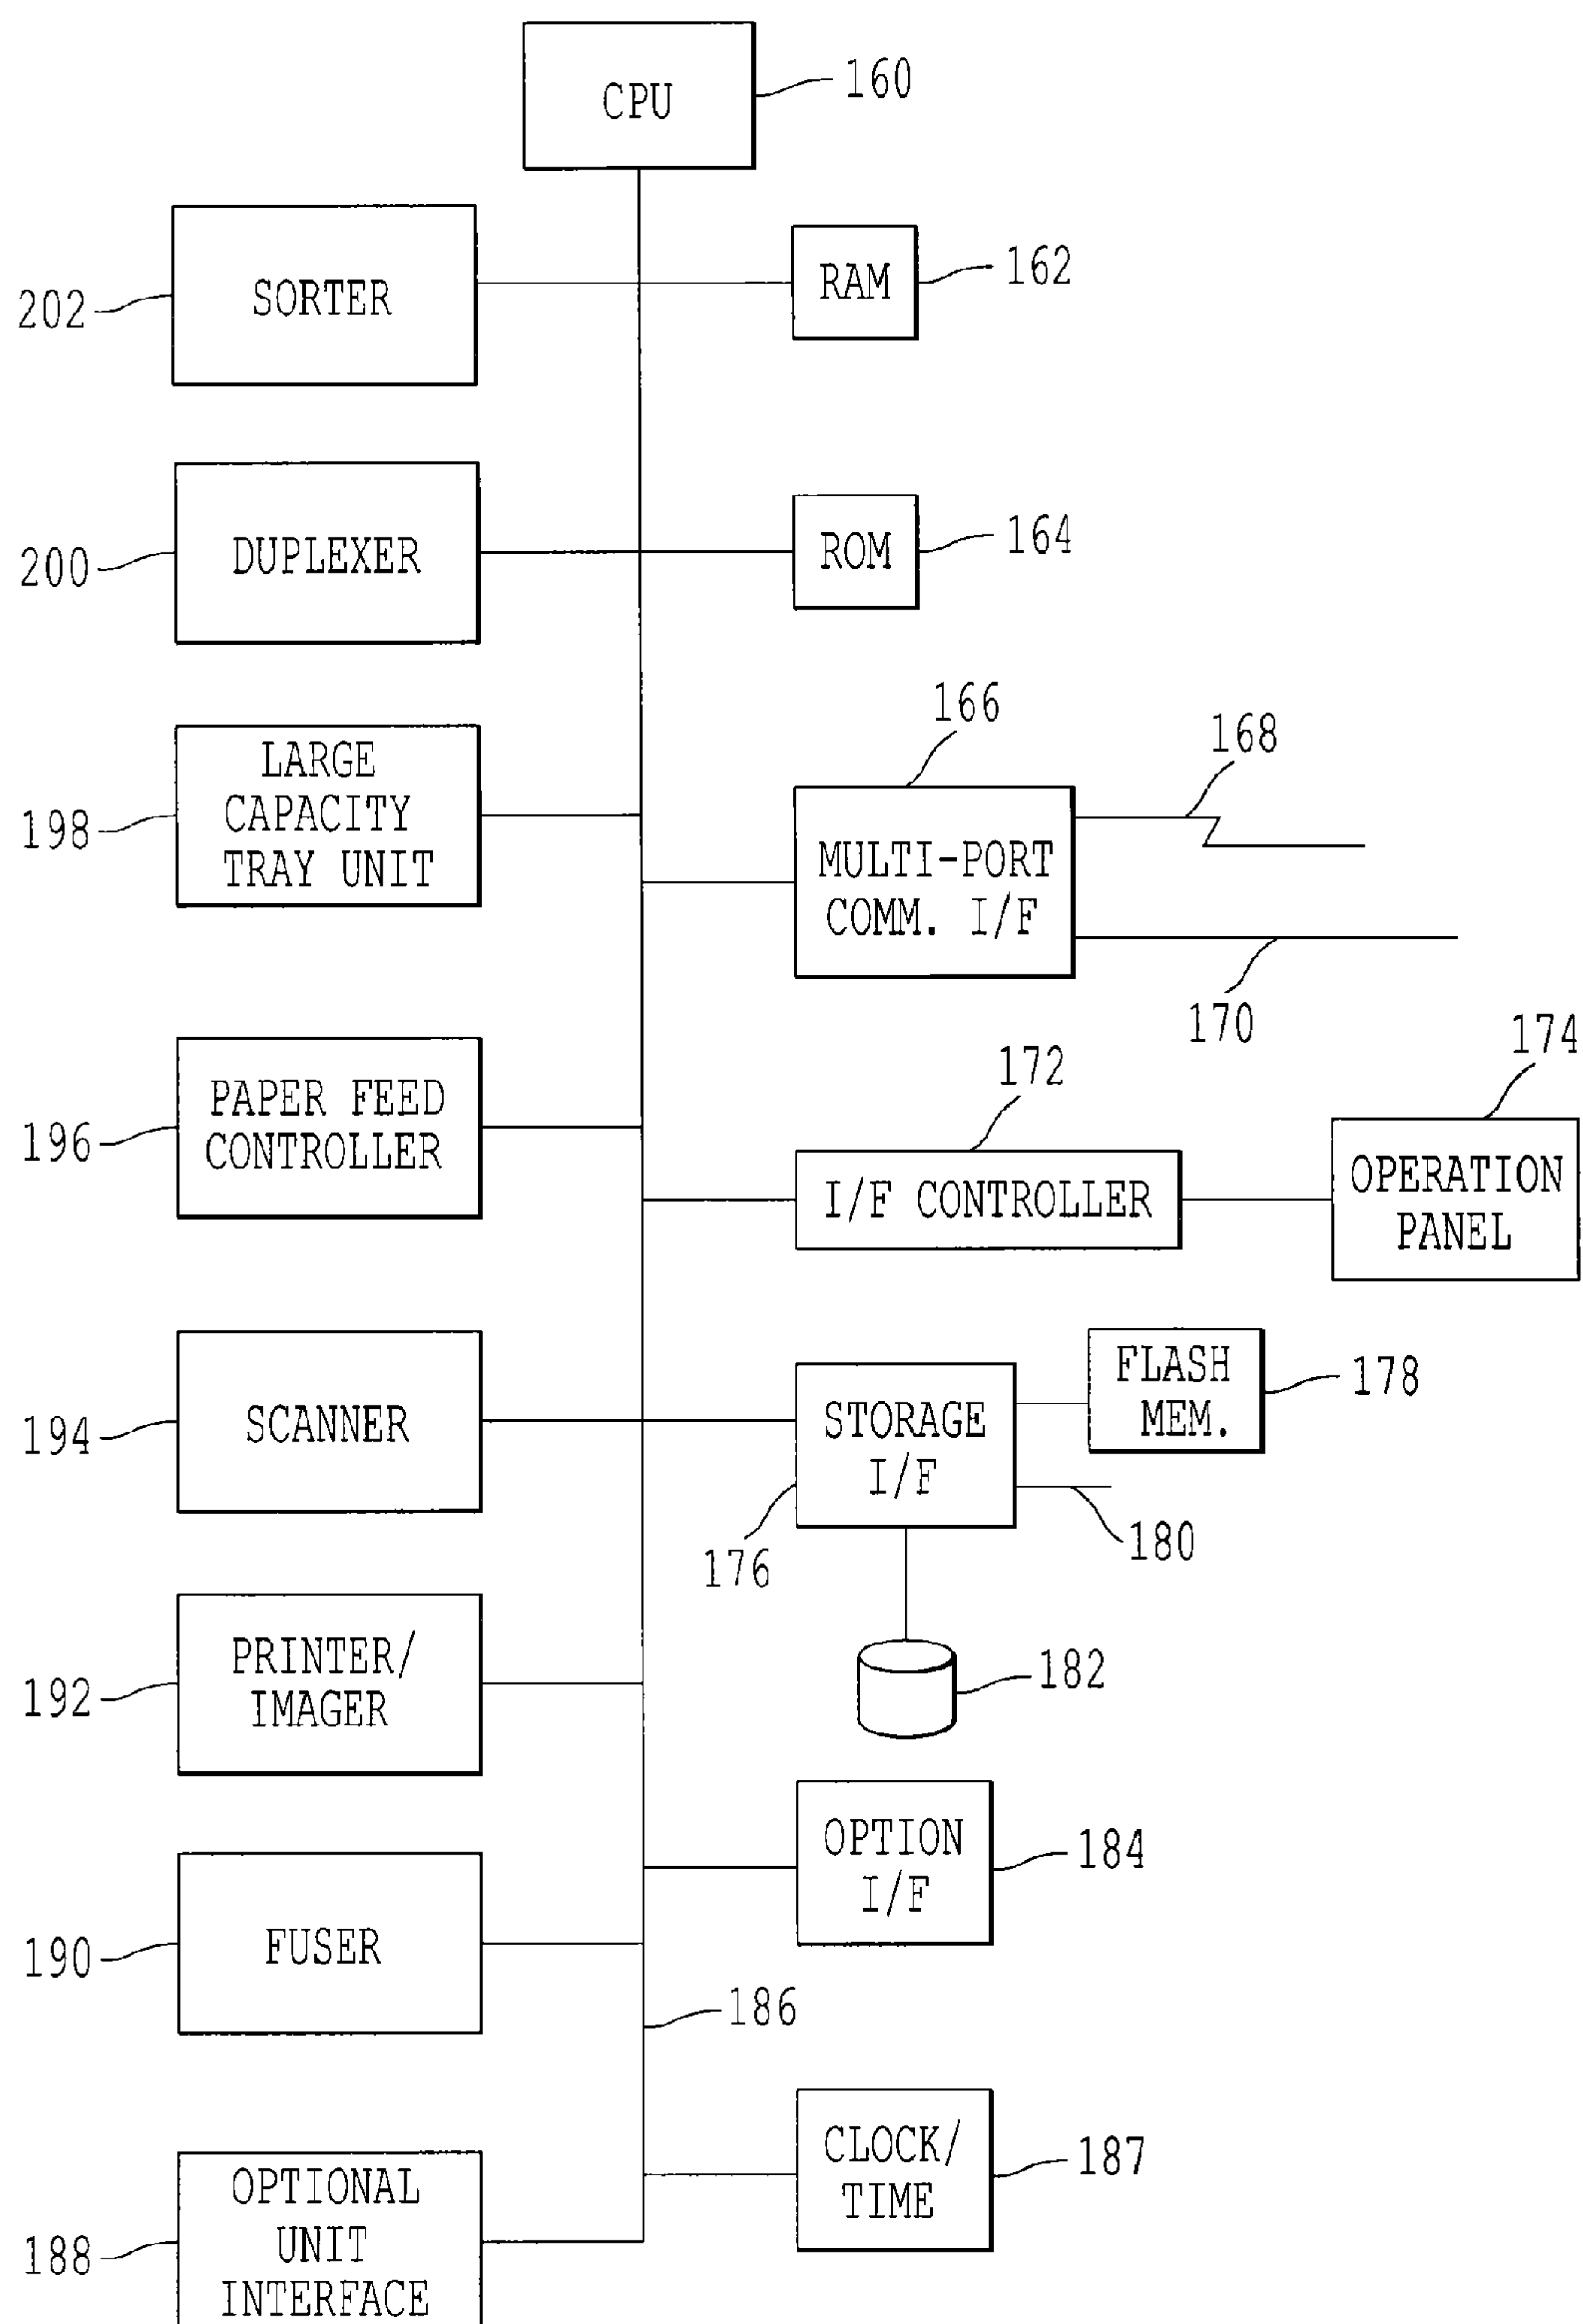 CPU
160
SORTER
202
RAM
162
DUPLEXER
200
ROM
164
LARGE
CAPACITY
TRAY UNIT
198
166
168
MULTI-PORT
COMM. I/F
170
PAPER FEED
CONTROLLER
196
172
I/F CONTROLLER
174
OPERATION
PANEL
SCANNER
194
STORAGE
I/F
176
FLASH
MEM.
178
180
182
PRINTER/
IMAGER
192
OPTION
I/F
184
FUSER
190
186
CLOCK/
TIME
187
OPTIONAL
UNIT
INTERFACE
188